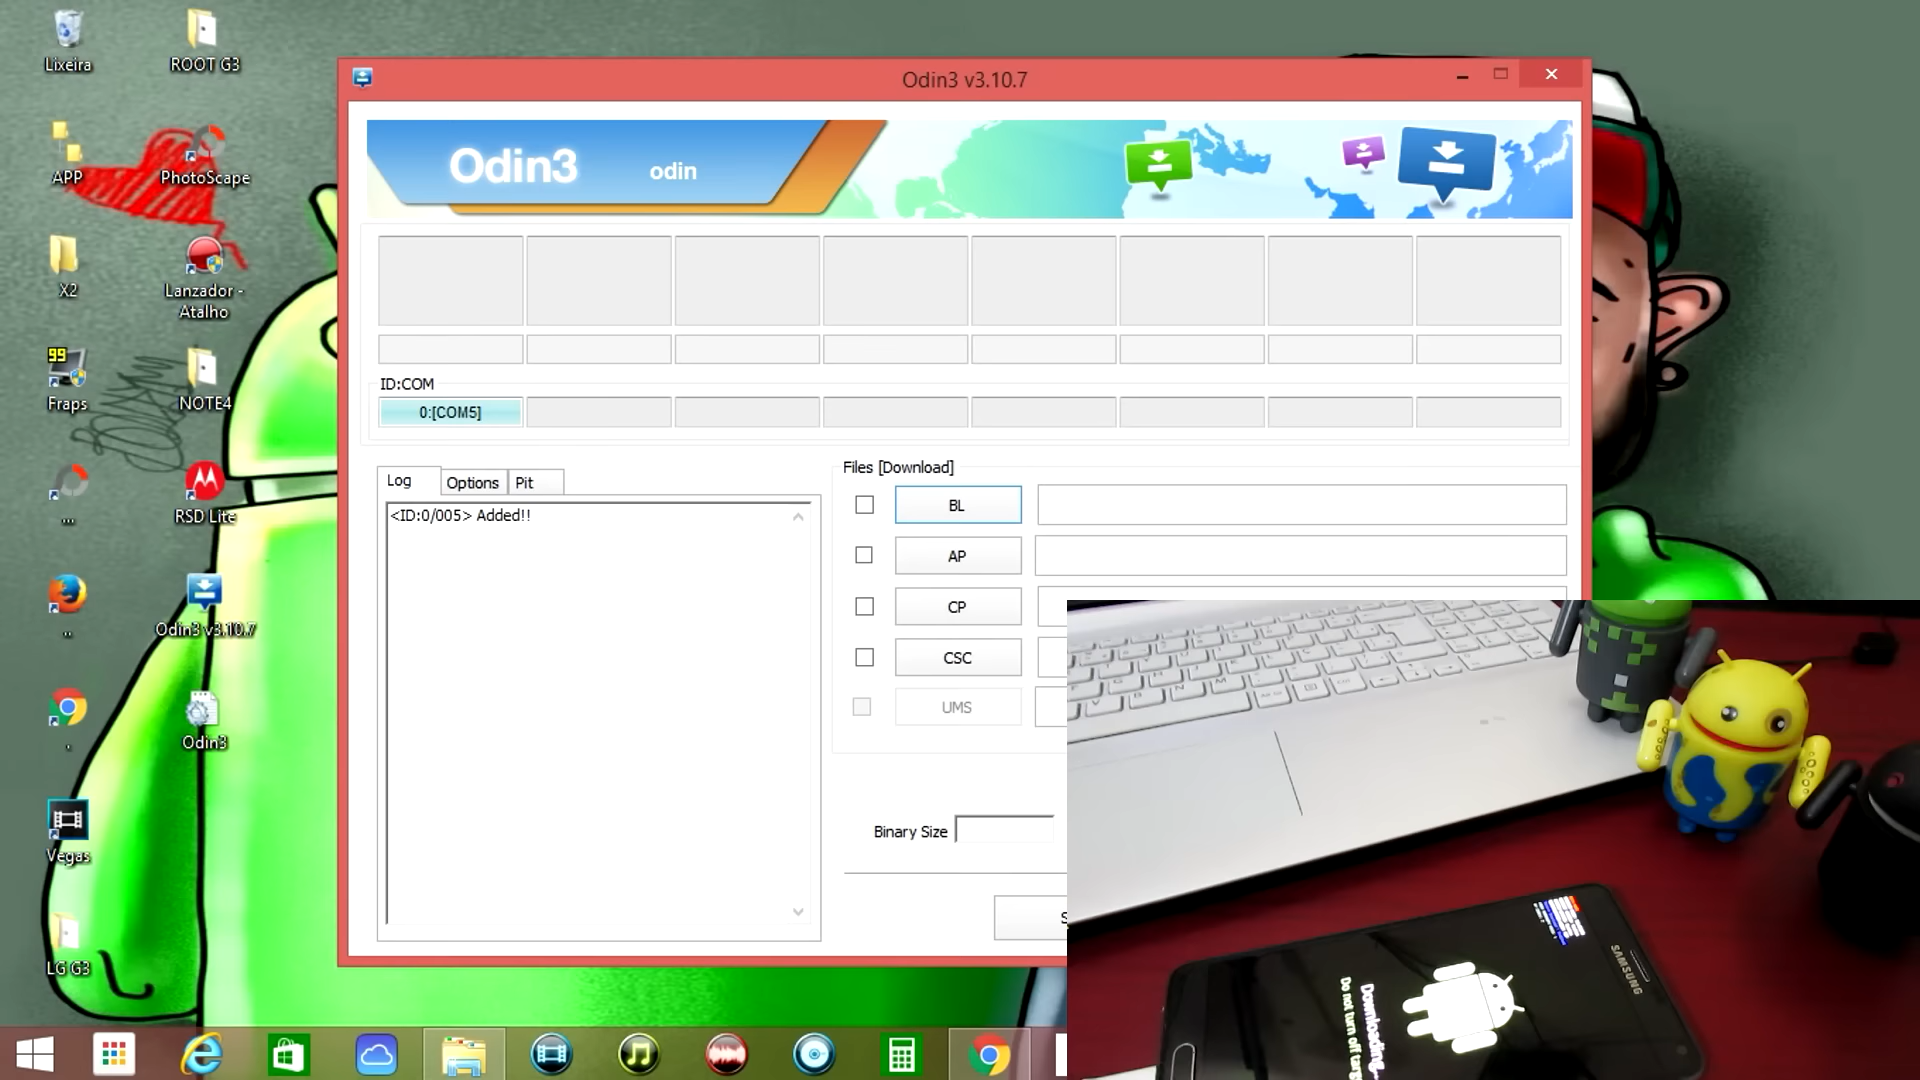 Lixeira
ROOT G3
APP
PhotoScape
X2
Lanzador -
Atalho
99
Fraps
NOTE4
...
RSD Lite
..
Odin3 v3.10.7
.
Odin3
Vegas
LG G3
Odin3 v3.10.7
Odin3
odin
ID:COM
0:[COM5]
Log
Options
Pit
<ID:0/005> Added!!
Files [Download]
BL
AP
CP
CSC
UMS
Binary Size
S
SAMSUNG
Downloading...
Do not turn off